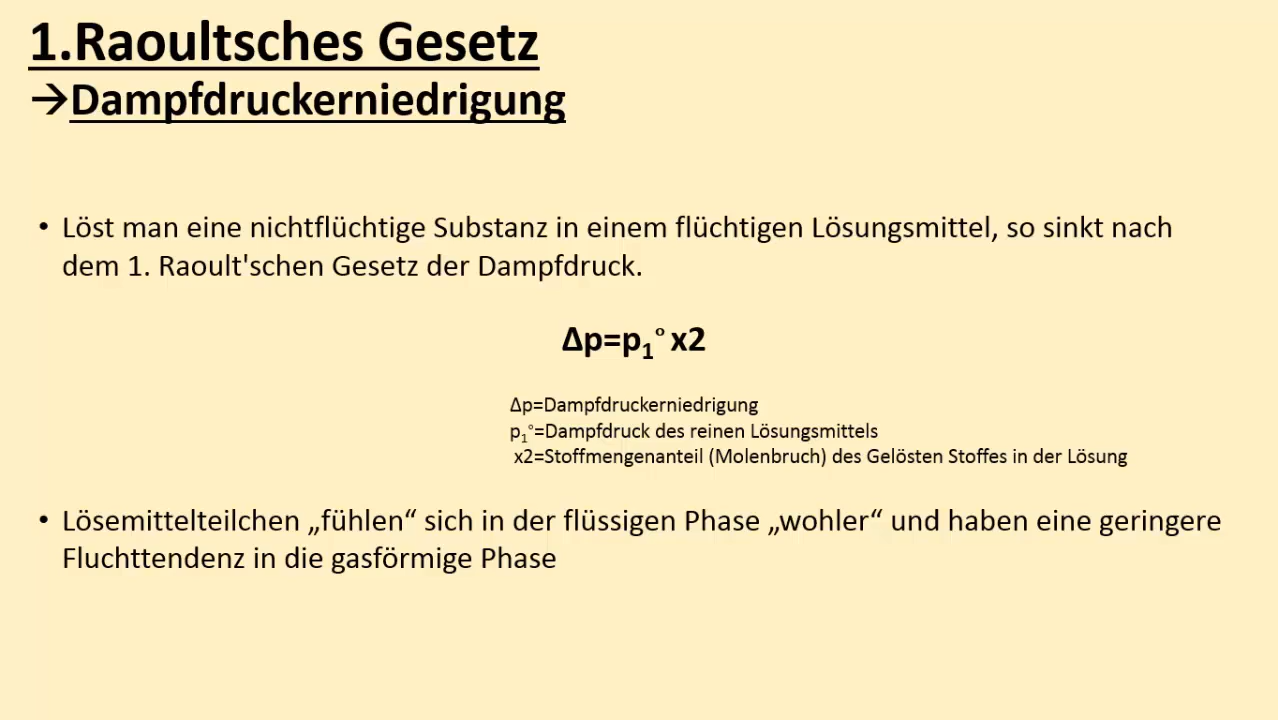 1.Raoultsches Gesetz
→Dampfdruckerniedrigung
• Löst man eine nichtflüchtige Substanz in einem flüchtigen Lösungsmittel, so sinkt nach
dem 1. Raoult'schen Gesetz der Dampfdruck.
Δp=p₁° x2
Δp=Dampfdruckerniedrigung
p₁°=Dampfdruck des reinen Lösungsmittels
x2=Stoffmengenanteil (Molenbruch) des Gelösten Stoffes in der Lösung
• Lösemittelteilchen „fühlen“ sich in der flüssigen Phase „wohler“ und haben eine geringere
Fluchttendenz in die gasförmige Phase